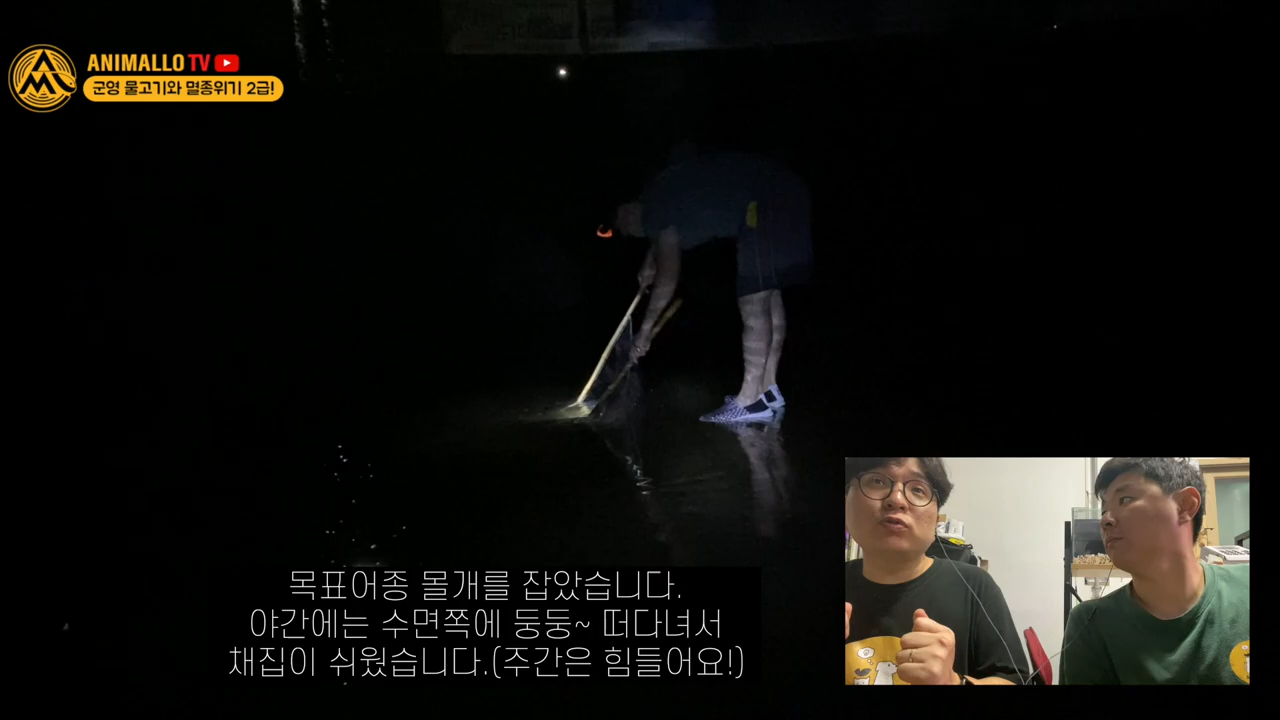 ANIMALLO TV
군영 물고기와 멸종위기 2급!
목표어종 몰개를 잡았습니다.
야간에는 수면쪽에 둥둥~ 떠다녀서
채집이 쉬웠습니다.(주간은 힘들어요!)